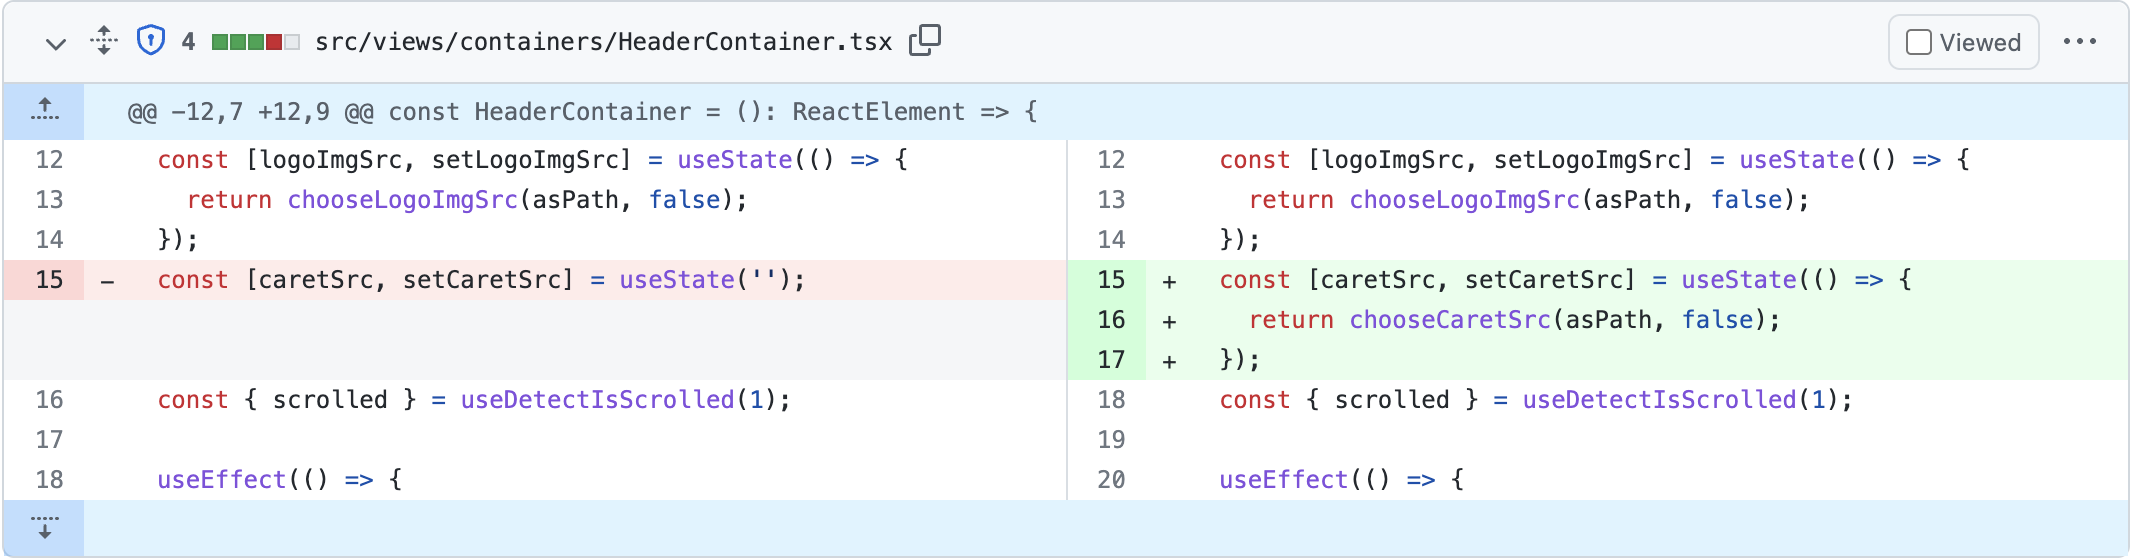 4 src/views/containers/HeaderContainer.tsx Viewed
@@ -12,7 +12,9 @@ const HeaderContainer = (): ReactElement => {
12 const [logoImgSrc, setLogoImgSrc] = useState(() => {
13 return chooseLogoImgSrc(asPath, false);
14 });
15 - const [caretSrc, setCaretSrc] = useState('');
16 const { scrolled } = useDetectIsScrolled(1);
17
18 useEffect(() => {
12 const [logoImgSrc, setLogoImgSrc] = useState(() => {
13 return chooseLogoImgSrc(asPath, false);
14 });
15 + const [caretSrc, setCaretSrc] = useState(() => {
16 + return chooseCaretSrc(asPath, false);
17 + });
18 const { scrolled } = useDetectIsScrolled(1);
19
20 useEffect(() => {